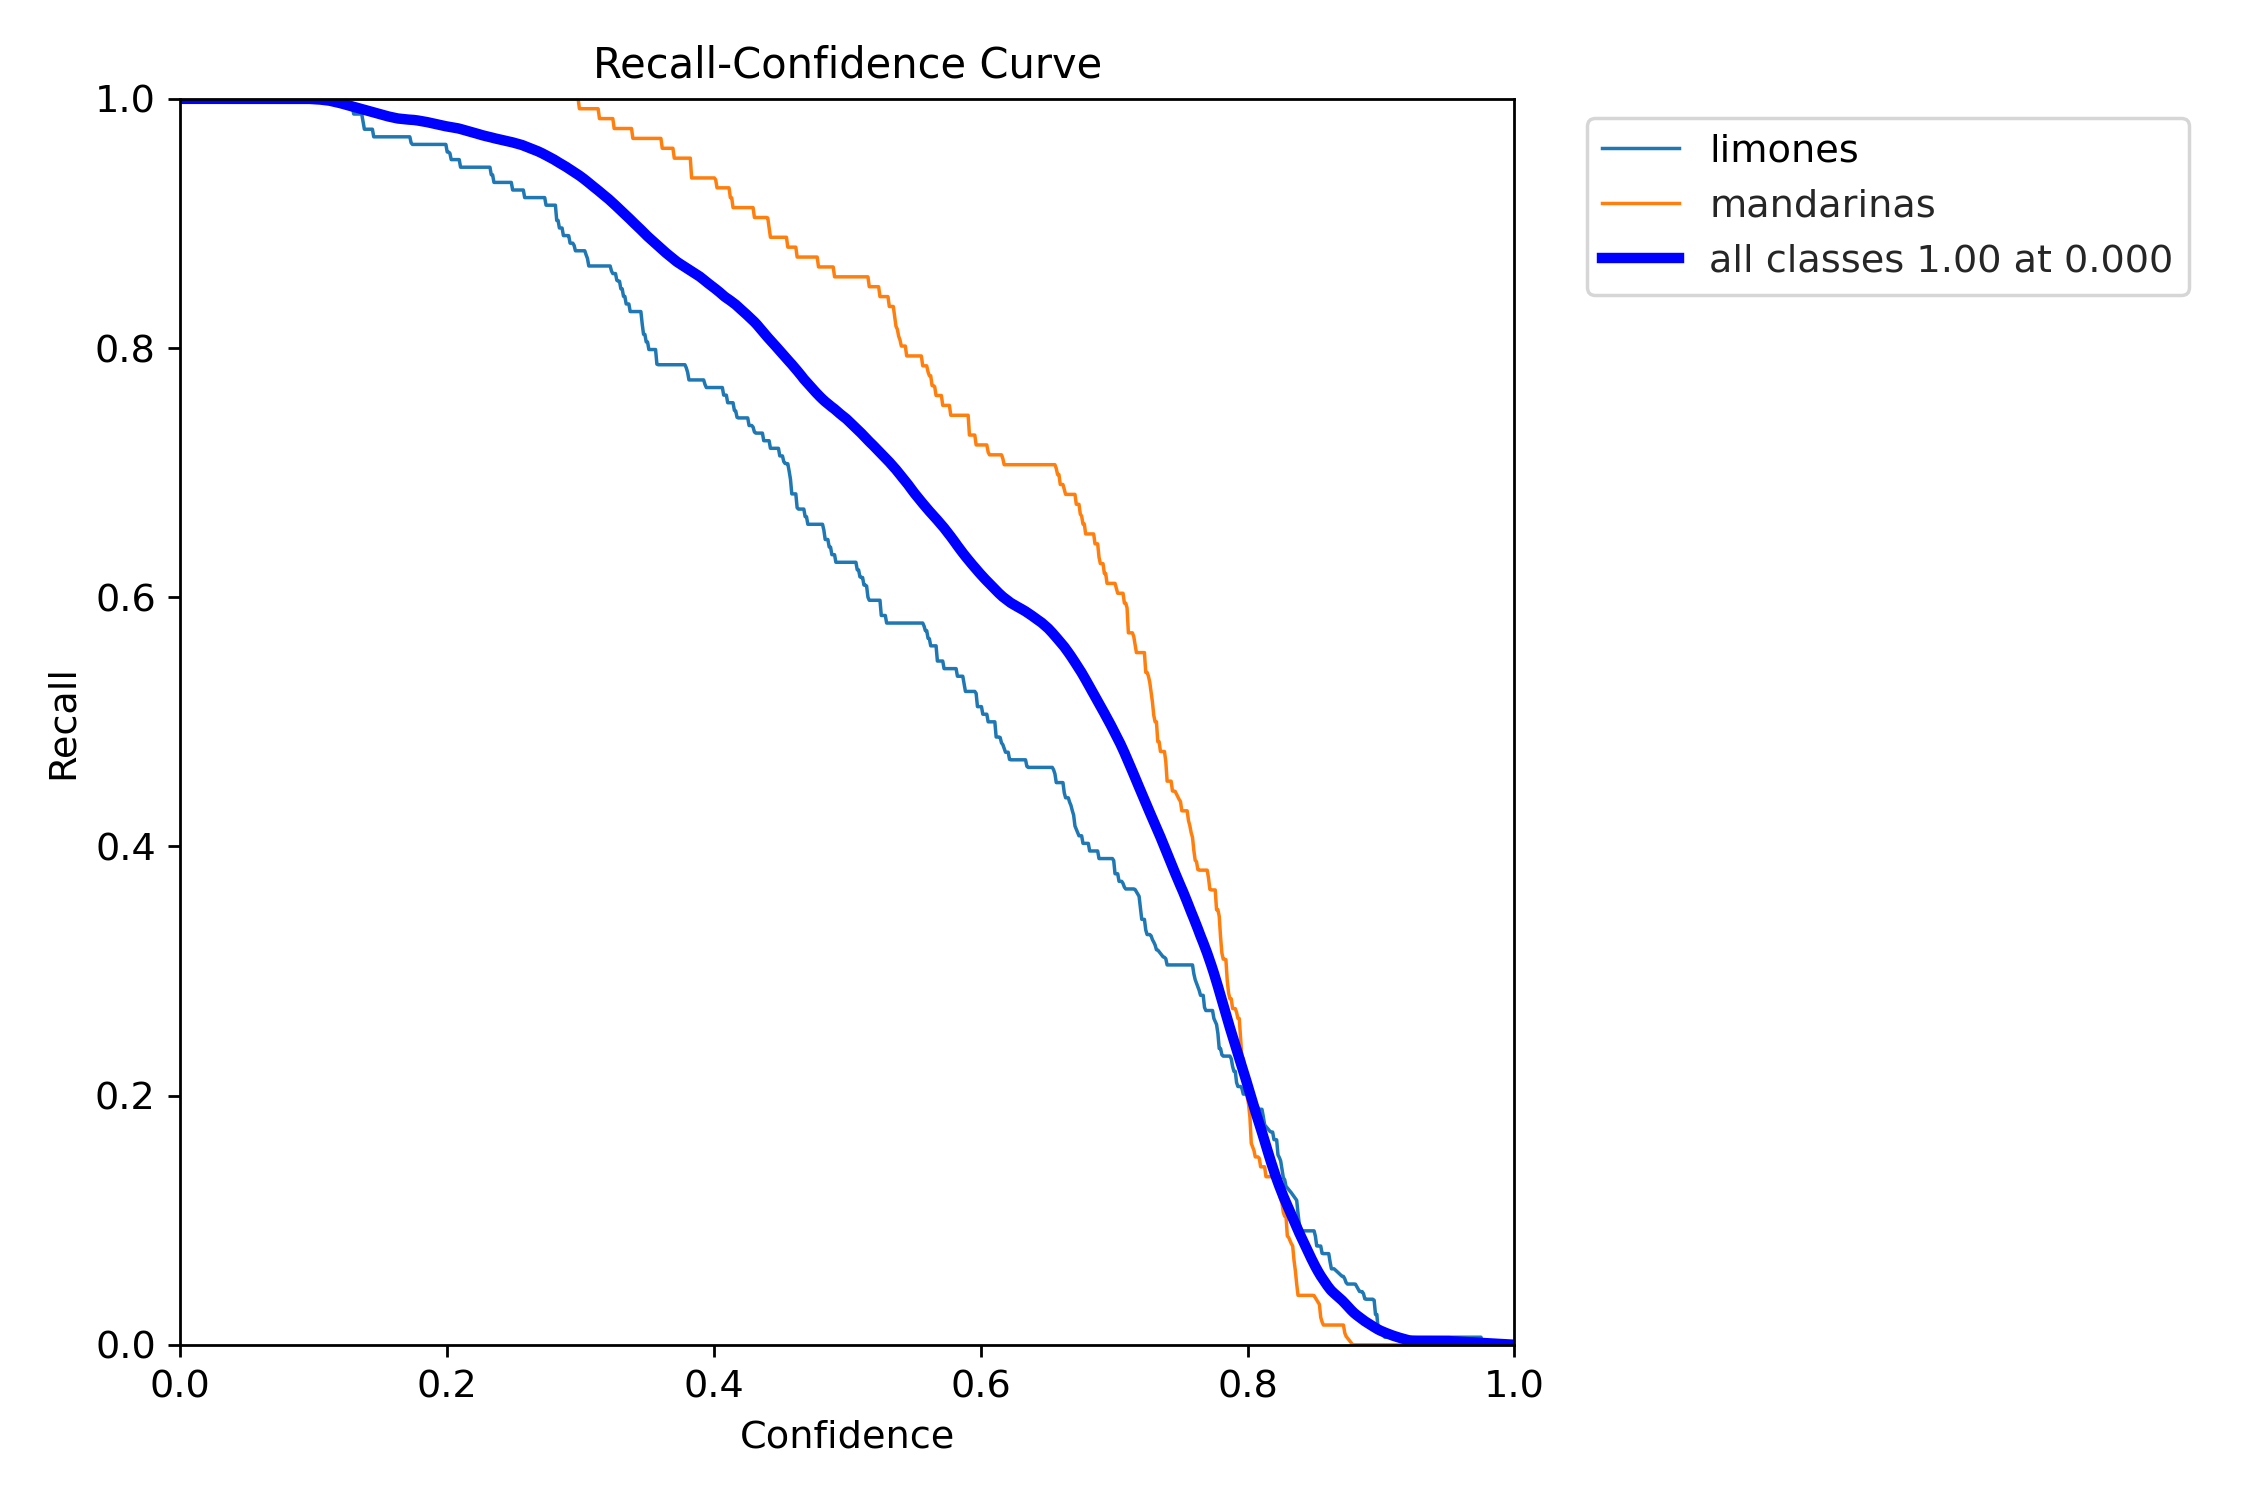 Recall-Confidence Curve
1.0
0.8
0.6
0.4
0.2
0.0
Recall
0.0 0.2 0.4 0.6 0.8 1.0
Confidence
limones
mandarinas
all classes 1.00 at 0.000